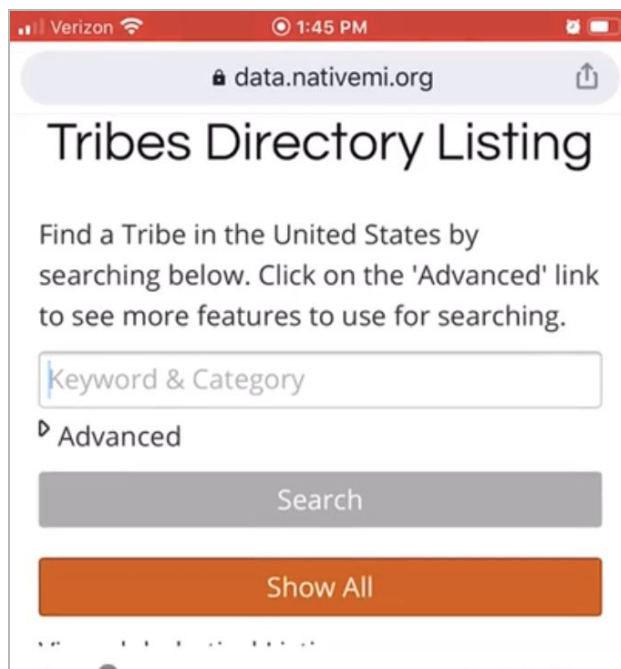 Verizon 1:45 PM
data.nativemi.org
Tribes Directory Listing
Find a Tribe in the United States by
searching below. Click on the 'Advanced' link
to see more features to use for searching.
Keyword & Category
Advanced
Search
Show All